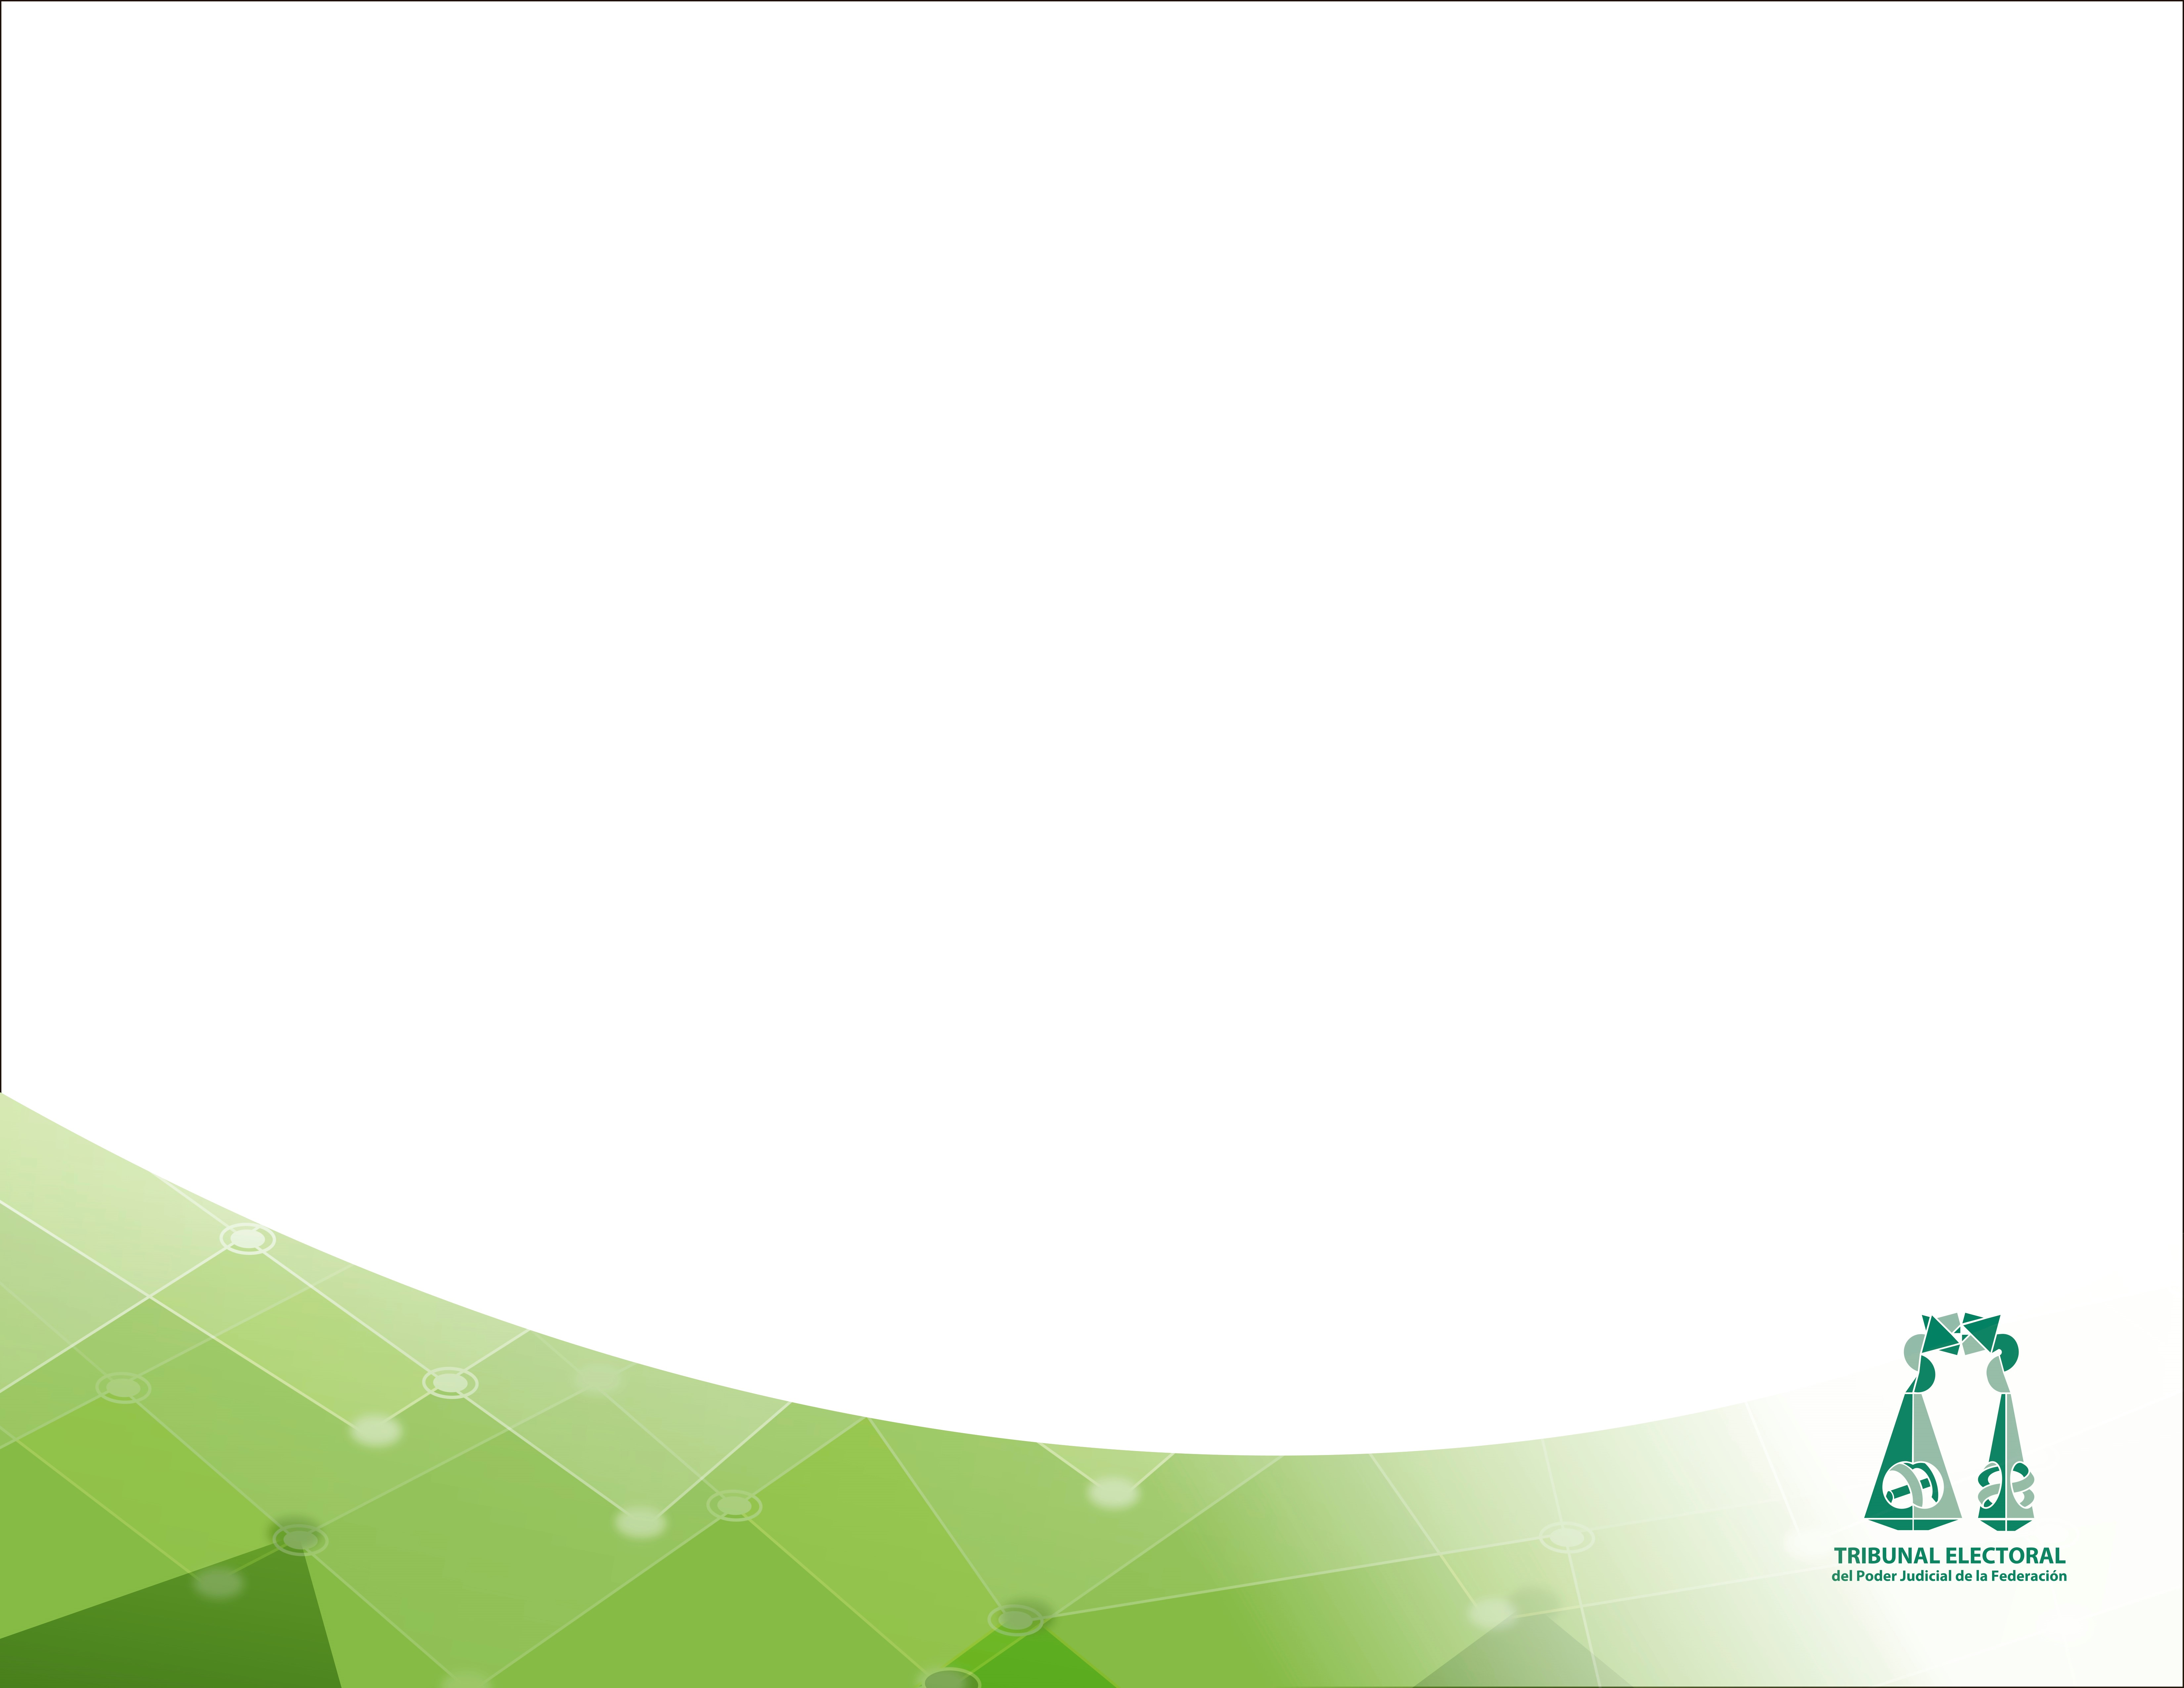 TRIBUNAL ELECTORAL
del Poder Judicial de la Federación